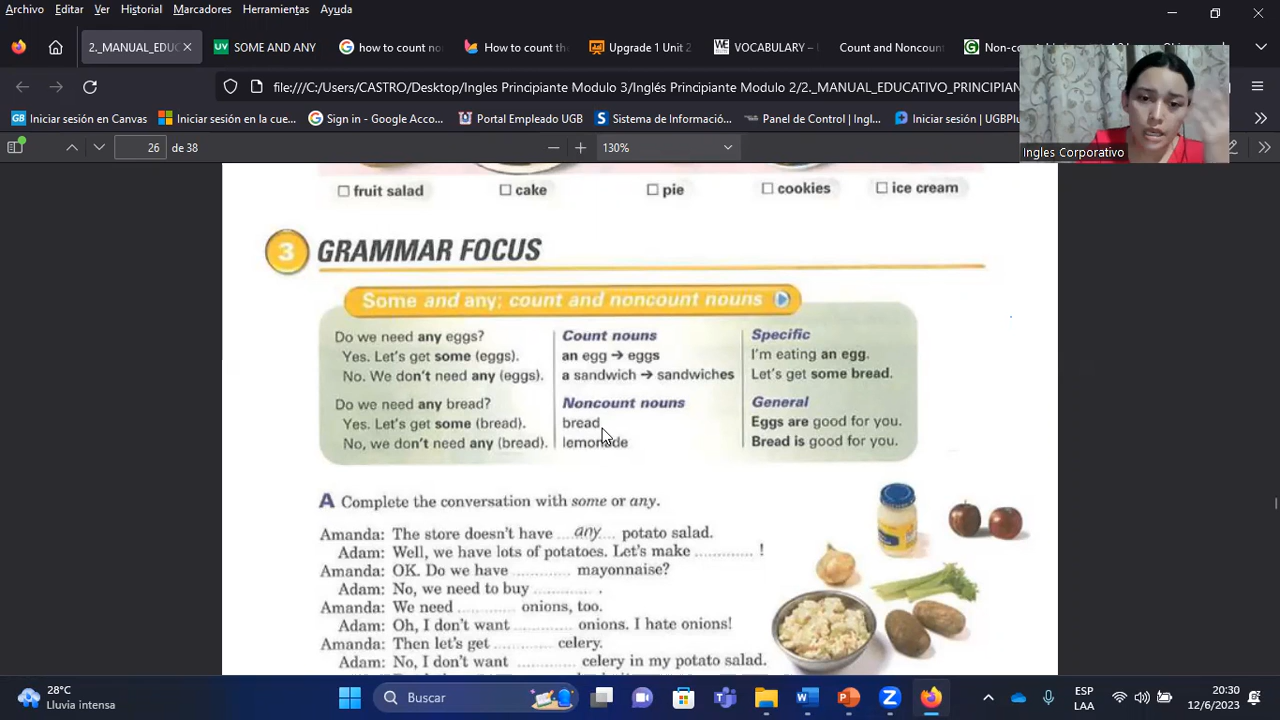 Archivo Editar Ver Historial Marcadores Herramientas Ayuda
2._MANUAL_EDUC
SOME AND ANY
how to count no
How to count th
Upgrade 1 Unit 2
VOCABULARY –
Count and Noncount
Non-count
file:///C:/Users/CASTRO/Desktop/Ingles Principiante Modulo 3/Inglés Principiante Modulo 2/2._MANUAL_EDUCATIVO_PRINCIPIAN
Iniciar sesión en Canvas
Iniciar sesión en la cue...
Sign in - Google Acco...
Portal Empleado UGB
Sistema de Informació...
Panel de Control | Ingl...
Iniciar sesión | UGBPlu
26 de 38
130%
Ingles Corporativo
fruit salad cake pie cookies ice cream
3 GRAMMAR FOCUS
Some and any; count and noncount nouns
Do we need any eggs?
Yes. Let's get some (eggs).
No. We don't need any (eggs).
Do we need any bread?
Yes. Let's get some (bread).
No, we don't need any (bread).
Count nouns
an egg → eggs
a sandwich → sandwiches
Noncount nouns
bread
lemonade
Specific
I'm eating an egg.
Let's get some bread.
General
Eggs are good for you.
Bread is good for you.
A Complete the conversation with some or any.
Amanda: The store doesn't have ....any.... potato salad.
Adam: Well, we have lots of potatoes. Let's make ............ !
Amanda: OK. Do we have ............ mayonnaise?
Adam: No, we need to buy ............ .
Amanda: We need ............ onions, too.
Adam: Oh, I don't want ............ onions. I hate onions!
Amanda: Then let's get ............ celery.
Adam: No, I don't want ............ celery in my potato salad.
28°C
Lluvia intensa
Buscar
ESP
LAA
20:30
12/6/2023